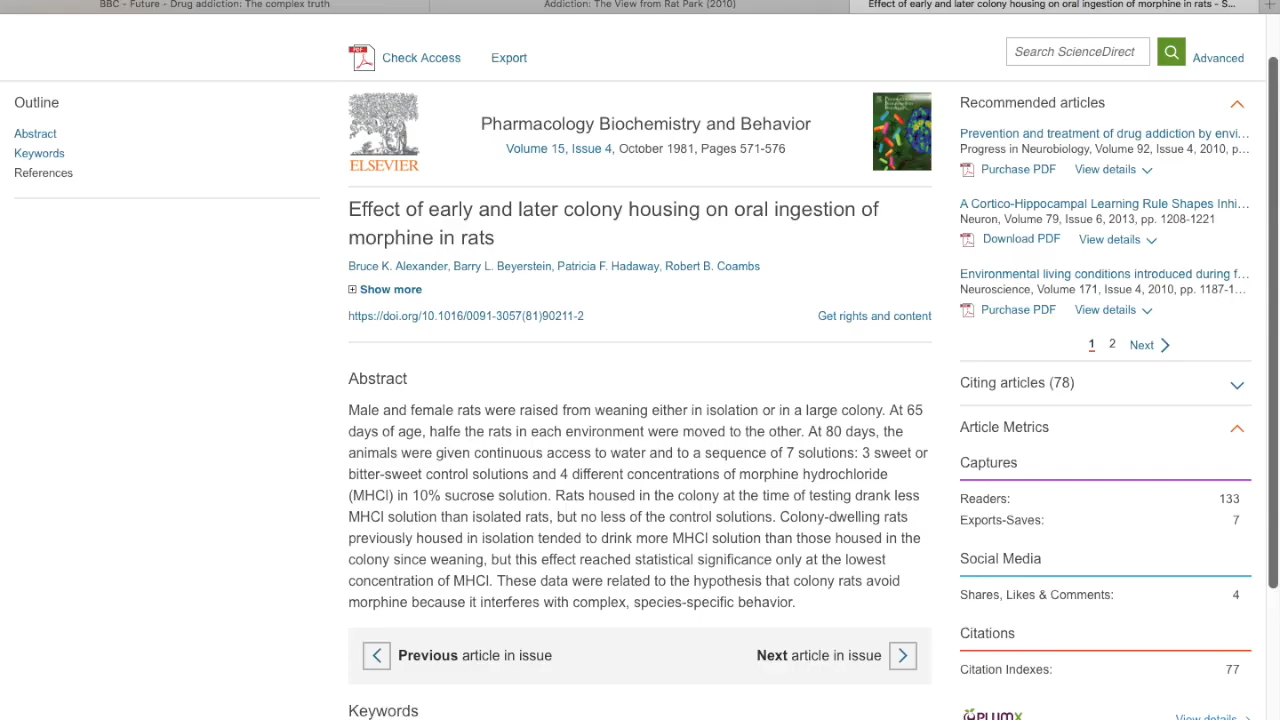 BBC - Future - Drug addiction: The complex truth
Addiction: The View from Rat Park (2010)
Effect of early and later colony housing on oral ingestion of morphine in rats - S...
Check Access
Export
Search ScienceDirect
Advanced
Outline
Abstract
Keywords
References
ELSEVIER
Pharmacology Biochemistry and Behavior
Volume 15, Issue 4, October 1981, Pages 571-576
Effect of early and later colony housing on oral ingestion of
morphine in rats
Bruce K. Alexander, Barry L. Beyerstein, Patricia F. Hadaway, Robert B. Coambs
Show more
https://doi.org/10.1016/0091-3057(81)90211-2
Get rights and content
Abstract
Male and female rats were raised from weaning either in isolation or in a large colony. At 65
days of age, halfe the rats in each environment were moved to the other. At 80 days, the
animals were given continuous access to water and to a sequence of 7 solutions: 3 sweet or
bitter-sweet control solutions and 4 different concentrations of morphine hydrochloride
(MHCl) in 10% sucrose solution. Rats housed in the colony at the time of testing drank less
MHCl solution than isolated rats, but no less of the control solutions. Colony-dwelling rats
previously housed in isolation tended to drink more MHCl solution than those housed in the
colony since weaning, but this effect reached statistical significance only at the lowest
concentration of MHCl. These data were related to the hypothesis that colony rats avoid
morphine because it interferes with complex, species-specific behavior.
Previous article in issue
Next article in issue
Keywords
Recommended articles
Prevention and treatment of drug addiction by envi...
Progress in Neurobiology, Volume 92, Issue 4, 2010, p...
Purchase PDF
View details
A Cortico-Hippocampal Learning Rule Shapes Inhi...
Neuron, Volume 79, Issue 6, 2013, pp. 1208-1221
Download PDF
View details
Environmental living conditions introduced during f...
Neuroscience, Volume 171, Issue 4, 2010, pp. 1187-1...
Purchase PDF
View details
1 2 Next
Citing articles (78)
Article Metrics
Captures
Readers: 133
Exports-Saves: 7
Social Media
Shares, Likes & Comments: 4
Citations
Citation Indexes: 77
PLUMX
View details